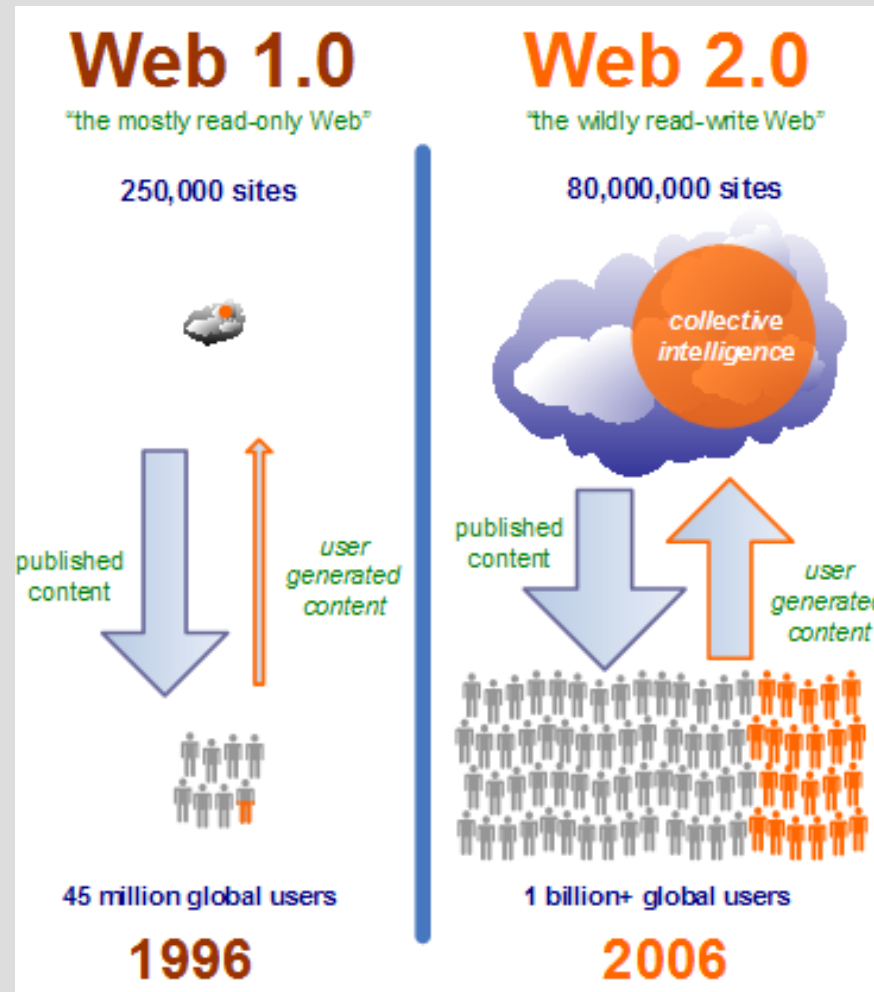 Web 1.0
"the mostly read-only Web"
250,000 sites
published
content
user
generated
content
45 million global users
1996
Web 2.0
"the wildly read-write Web"
80,000,000 sites
collective
intelligence
published
content
user
generated
content
1 billion+ global users
2006